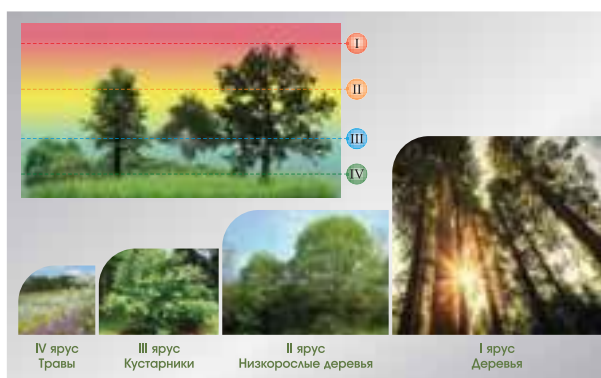 I
II
III
IV
IV ярус
Травы
III ярус
Кустарники
II ярус
Низкорослые деревья
I ярус
Деревья